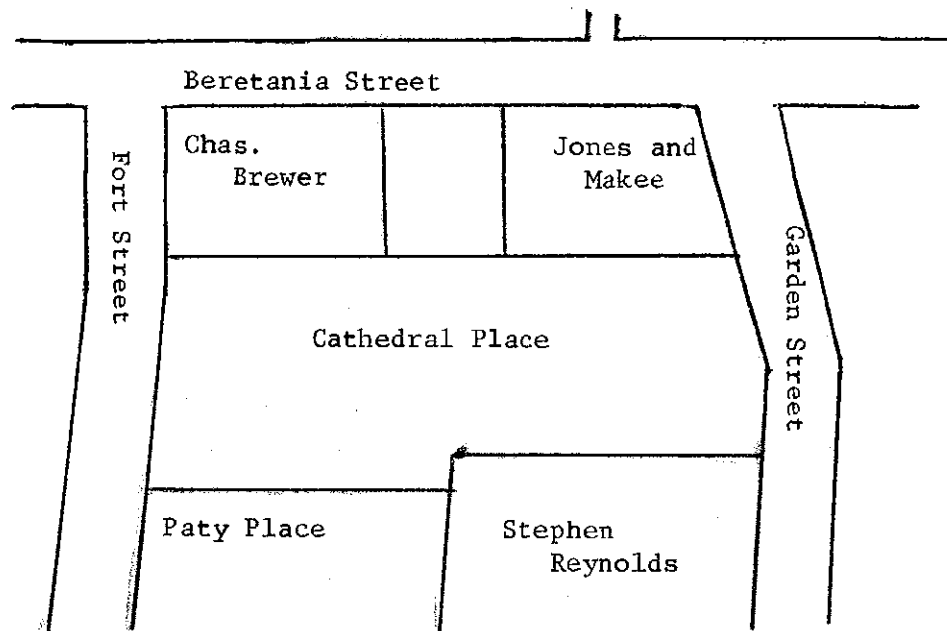 Beretania Street
Chas.
Brewer
Jones and
Makee
Fort Street
Garden Street
Cathedral Place
Paty Place
Stephen
Reynolds